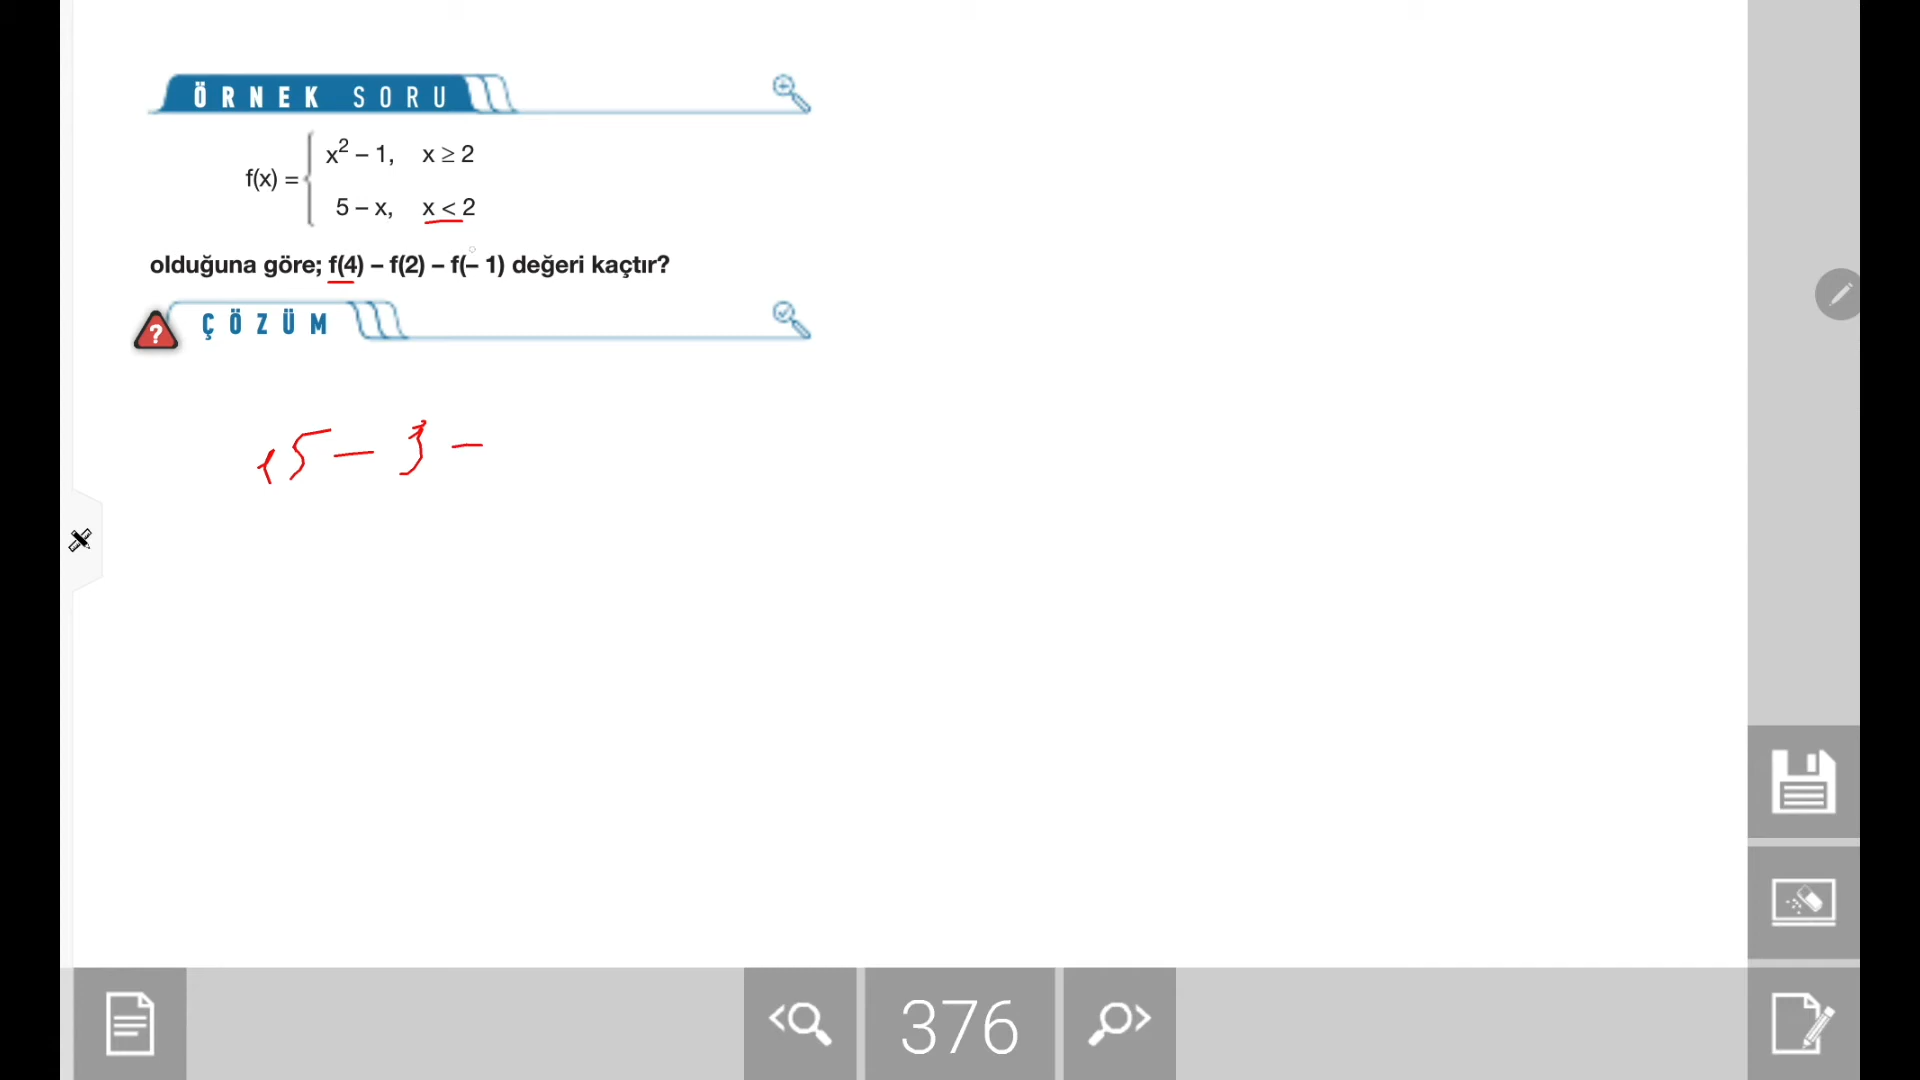 ÖRNEK SORU
f(x) = { x² – 1, x ≥ 2
5 – x, x < 2
olduğuna göre; f(4) – f(2) – f(– 1) değeri kaçtır?
?
ÇÖZÜM
15 – 3 –
376